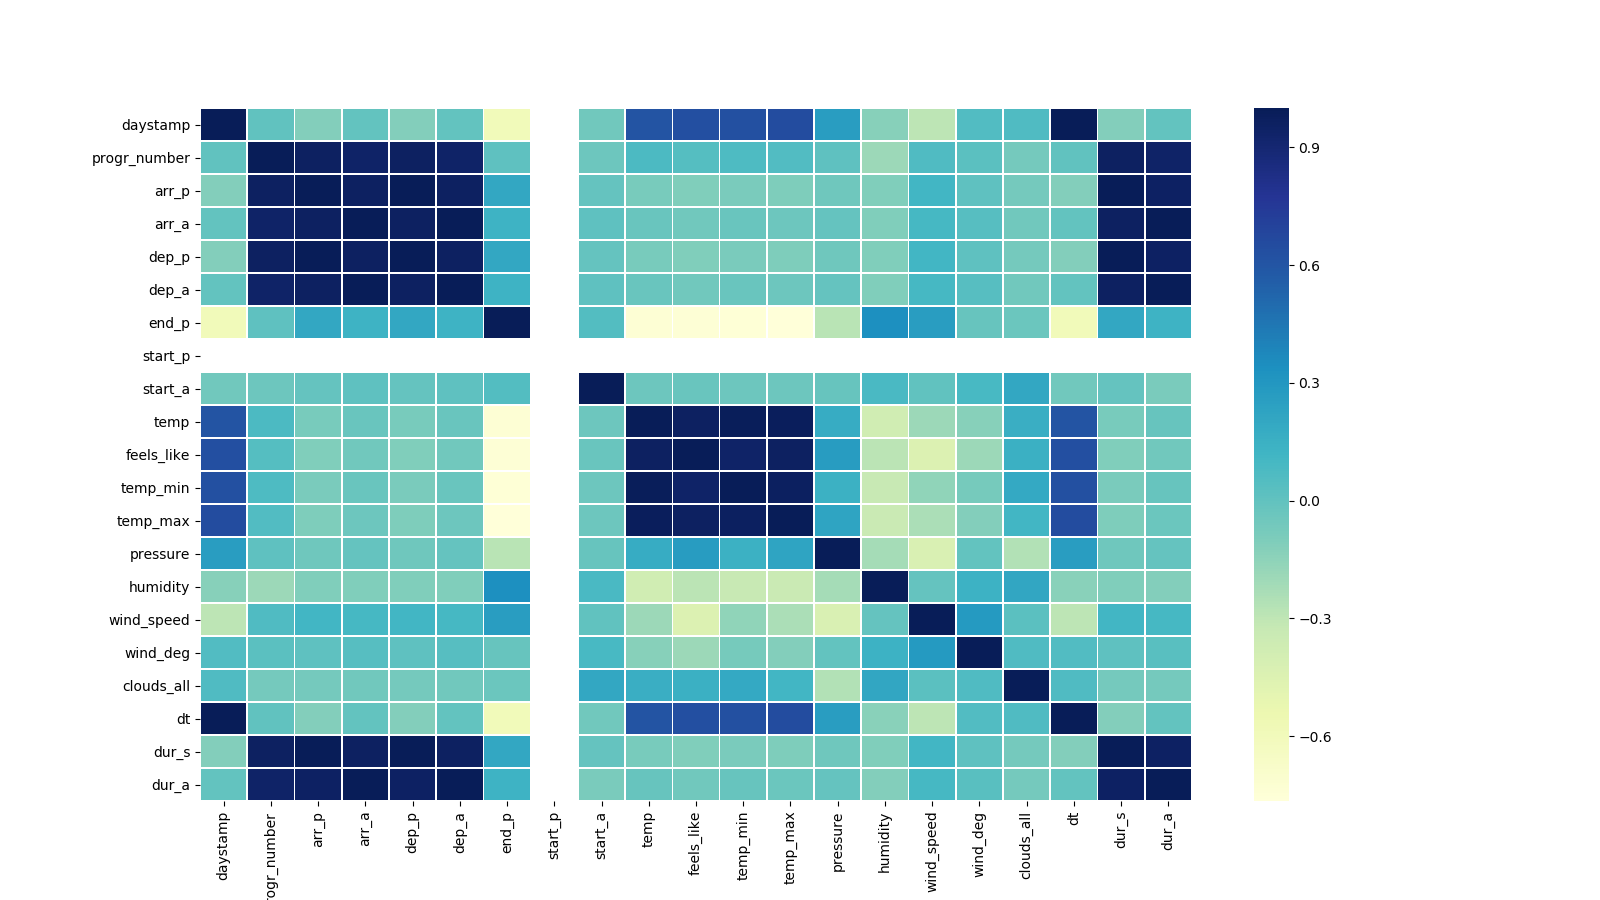 daystamp
progr_number
arr_p
arr_a
dep_p
dep_a
end_p
start_p
start_a
temp
feels_like
temp_min
temp_max
pressure
humidity
wind_speed
wind_deg
clouds_all
dt
dur_s
dur_a
daystamp
rogr_number
arr_p
arr_a
dep_p
dep_a
end_p
start_p
start_a
temp
feels_like
temp_min
temp_max
pressure
humidity
wind_speed
wind_deg
clouds_all
dt
dur_s
dur_a
0.9
0.6
0.3
0.0
−0.3
−0.6